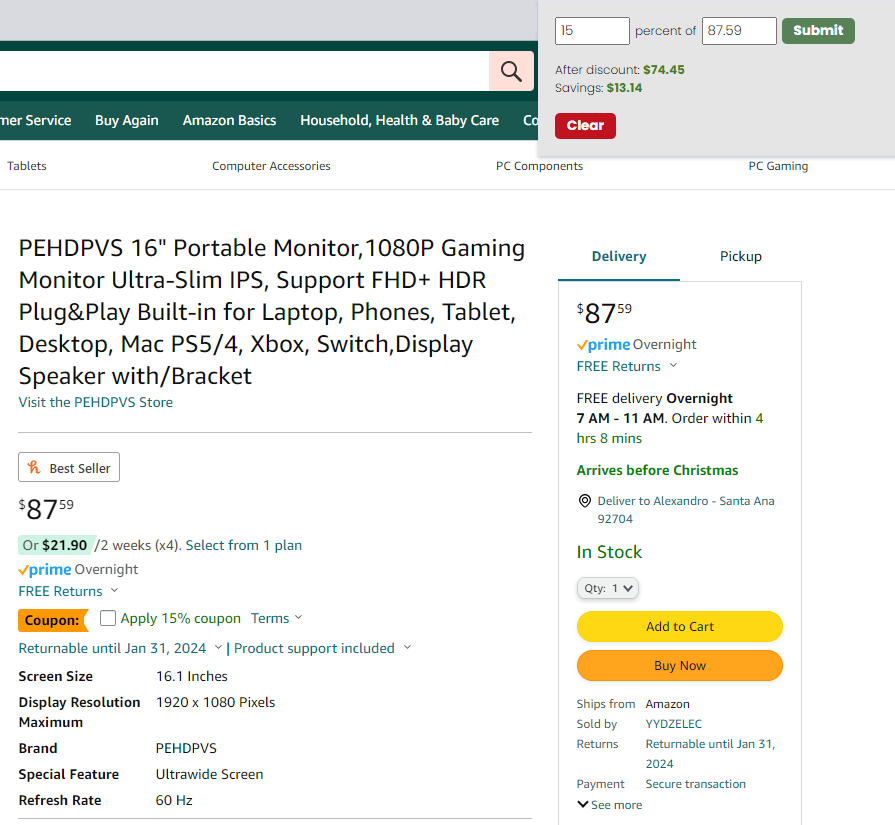 15 percent of 87.59 Submit
After discount: $74.45
Savings: $13.14
Clear
mer Service Buy Again Amazon Basics Household, Health & Baby Care Co
Tablets Computer Accessories PC Components PC Gaming
PEHDPVS 16" Portable Monitor,1080P Gaming
Monitor Ultra-Slim IPS, Support FHD+ HDR
Plug&Play Built-in for Laptop, Phones, Tablet,
Desktop, Mac PS5/4, Xbox, Switch,Display
Speaker with/Bracket
Visit the PEHDPVS Store
Best Seller
$8759
Or $21.90 /2 weeks (x4). Select from 1 plan
prime Overnight
FREE Returns
Coupon: Apply 15% coupon Terms
Returnable until Jan 31, 2024 | Product support included
Screen Size 16.1 Inches
Display Resolution 1920 x 1080 Pixels
Maximum
Brand PEHDPVS
Special Feature Ultrawide Screen
Refresh Rate 60 Hz
Delivery Pickup
$8759
prime Overnight
FREE Returns
FREE delivery Overnight
7 AM - 11 AM. Order within 4
hrs 8 mins
Arrives before Christmas
Deliver to Alexandro - Santa Ana
92704
In Stock
Qty: 1
Add to Cart
Buy Now
Ships from Amazon
Sold by YYDZELEC
Returns Returnable until Jan 31,
2024
Payment Secure transaction
See more